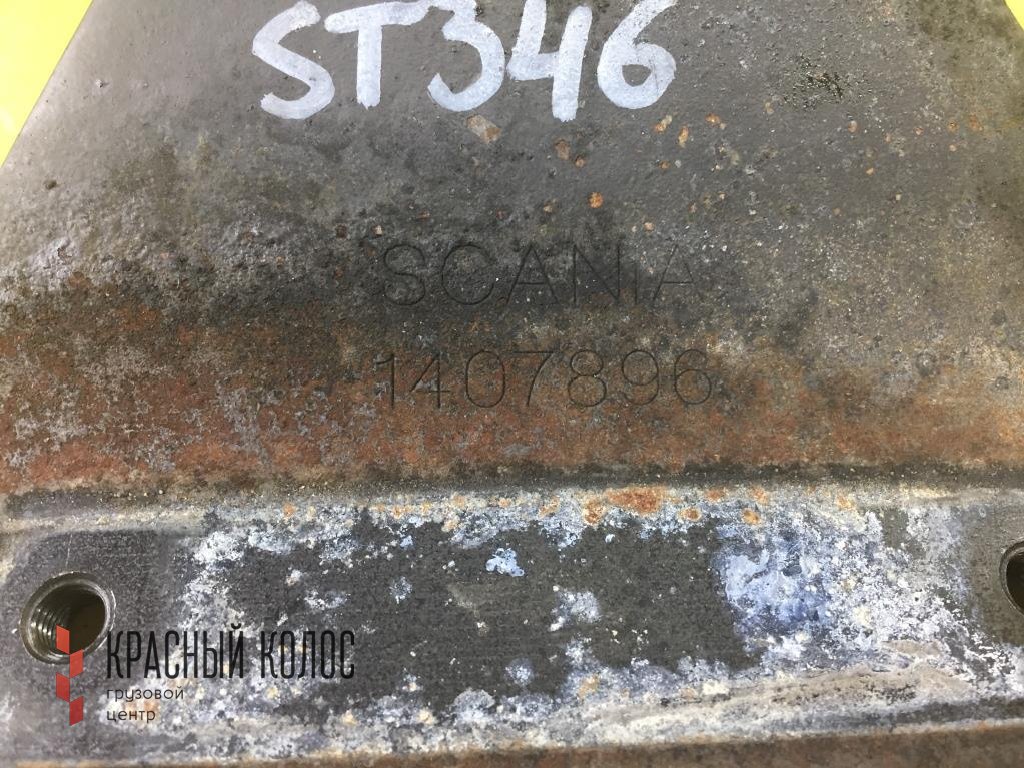 ST346
SCANiA
1407896
КРАСНЫЙ КОЛОС
грузовой
центр